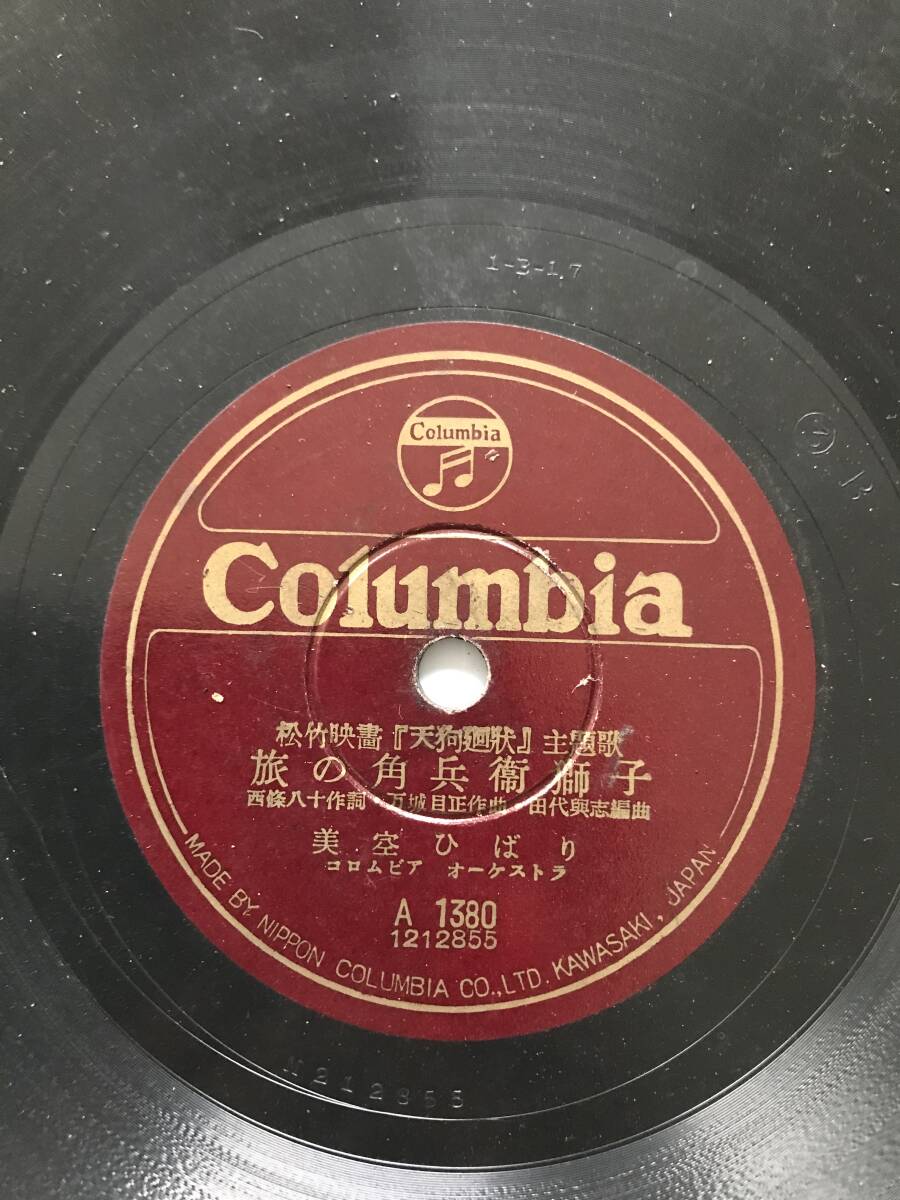 1-3-1.7
7 B
Columbia
Columbia
松竹映畫『天狗廻狀』主題歌
旅の角兵衞獅子
西條八十作詞・万城目正作曲・田代與志編曲
美空ひばり
コロムビア オーケストラ
A 1380
1212855
MADE BY NIPPON COLUMBIA CO.,LTD. KAWASAKI, JAPAN
212855